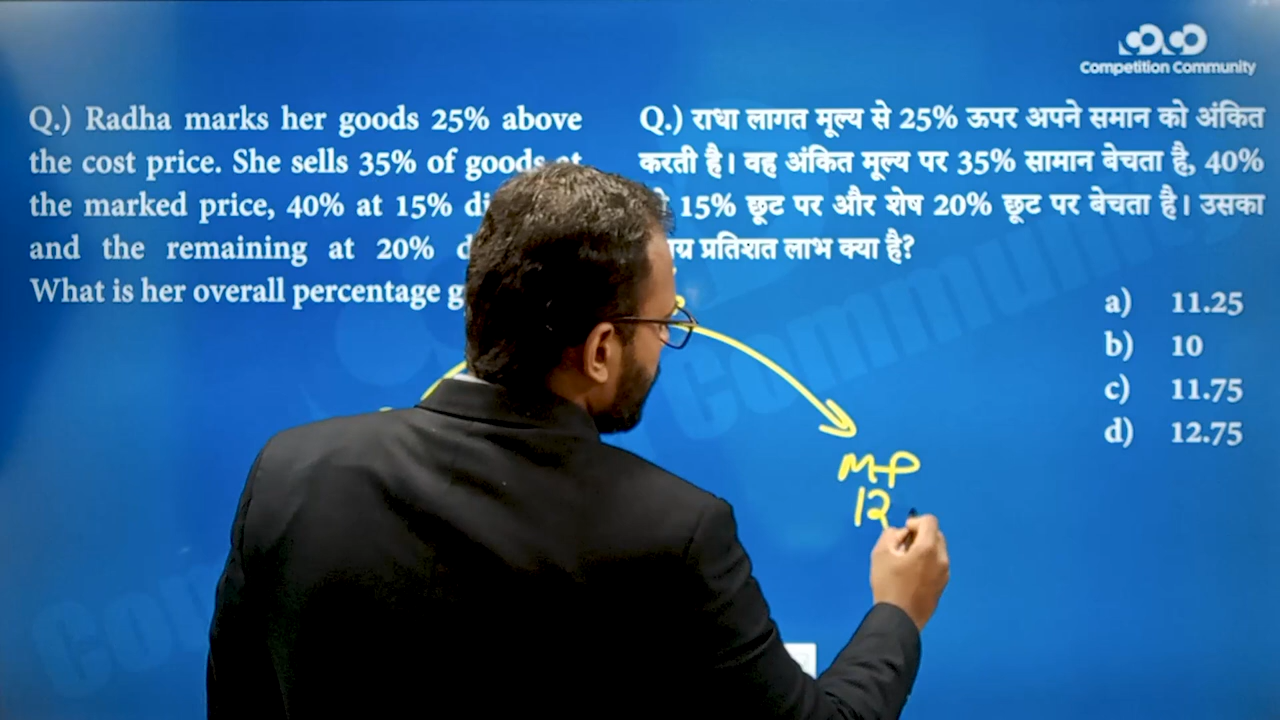 Competition Community
Q.) Radha marks her goods 25% above
the cost price. She sells 35% of goods at
the marked price, 40% at 15%
and the remaining at 20%
What is her overall percentage
Q.) राधा लागत मूल्य से 25% ऊपर अपने समान को अंकित
करती है। वह अंकित मूल्य पर 35% सामान बेचता है, 40%
15% छूट पर और शेष 20% छूट पर बेचता है। उसका
प्रतिशत लाभ क्या है?
a) 11.25
b) 10
c) 11.75
d) 12.75
MP
12